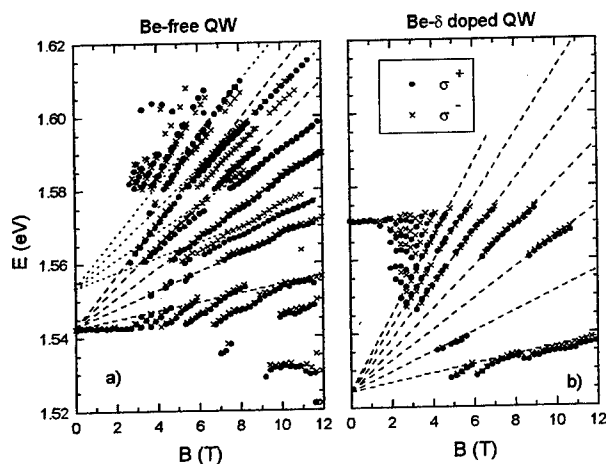 Be-free QW
Be-δ doped QW
1.62
1.60
1.58
1.56
1.54
1.52
E (eV)
a)
0 2 4 6 8 10 12
B (T)
σ+
σ-
b)
0 2 4 6 8 10 12
B (T)